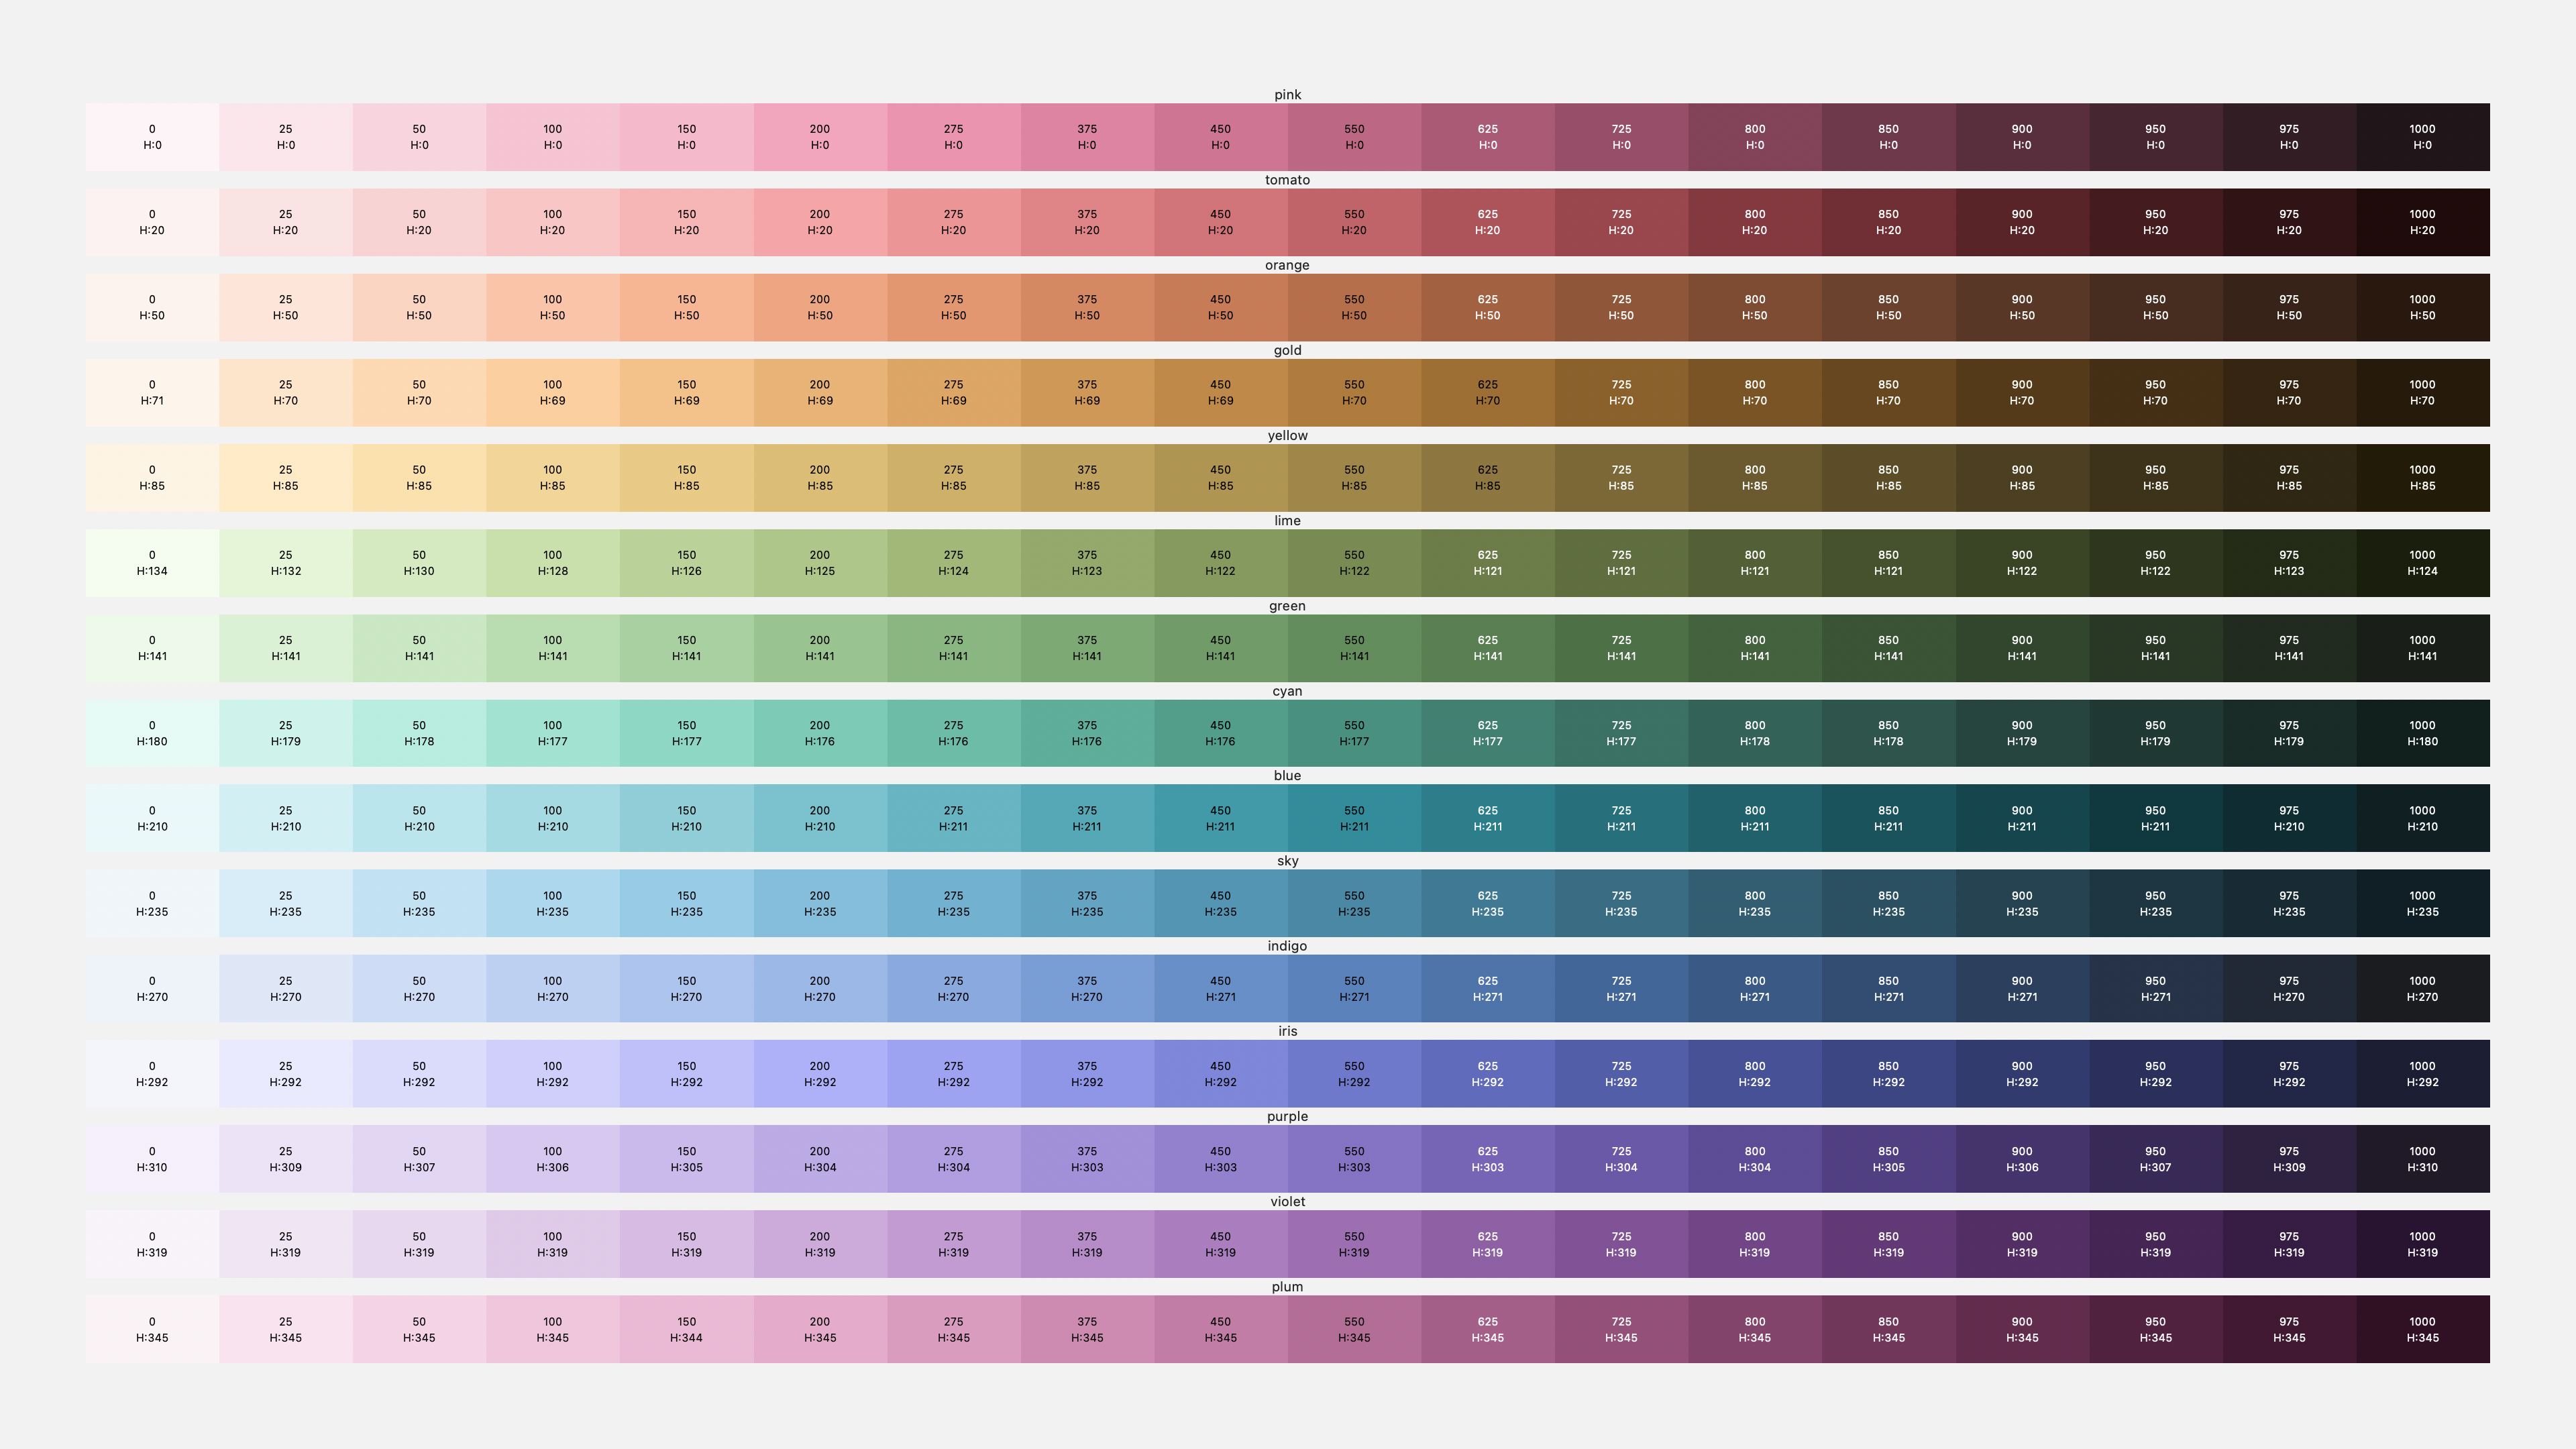 pink
0 25 50 100 150 200 275 375 450 550 625 725 800 850 900 950 975 1000
H:0 H:0 H:0 H:0 H:0 H:0 H:0 H:0 H:0 H:0 H:0 H:0 H:0 H:0 H:0 H:0 H:0 H:0
tomato
0 25 50 100 150 200 275 375 450 550 625 725 800 850 900 950 975 1000
H:20 H:20 H:20 H:20 H:20 H:20 H:20 H:20 H:20 H:20 H:20 H:20 H:20 H:20 H:20 H:20 H:20 H:20
orange
0 25 50 100 150 200 275 375 450 550 625 725 800 850 900 950 975 1000
H:50 H:50 H:50 H:50 H:50 H:50 H:50 H:50 H:50 H:50 H:50 H:50 H:50 H:50 H:50 H:50 H:50 H:50
gold
0 25 50 100 150 200 275 375 450 550 625 725 800 850 900 950 975 1000
H:71 H:70 H:70 H:69 H:69 H:69 H:69 H:69 H:69 H:70 H:70 H:70 H:70 H:70 H:70 H:70 H:70 H:70
yellow
0 25 50 100 150 200 275 375 450 550 625 725 800 850 900 950 975 1000
H:85 H:85 H:85 H:85 H:85 H:85 H:85 H:85 H:85 H:85 H:85 H:85 H:85 H:85 H:85 H:85 H:85 H:85
lime
0 25 50 100 150 200 275 375 450 550 625 725 800 850 900 950 975 1000
H:134 H:132 H:130 H:128 H:126 H:125 H:124 H:123 H:122 H:122 H:121 H:121 H:121 H:121 H:122 H:122 H:123 H:124
green
0 25 50 100 150 200 275 375 450 550 625 725 800 850 900 950 975 1000
H:141 H:141 H:141 H:141 H:141 H:141 H:141 H:141 H:141 H:141 H:141 H:141 H:141 H:141 H:141 H:141 H:141 H:141
cyan
0 25 50 100 150 200 275 375 450 550 625 725 800 850 900 950 975 1000
H:180 H:179 H:178 H:177 H:177 H:176 H:176 H:176 H:176 H:177 H:177 H:177 H:178 H:178 H:179 H:179 H:179 H:180
blue
0 25 50 100 150 200 275 375 450 550 625 725 800 850 900 950 975 1000
H:210 H:210 H:210 H:210 H:210 H:210 H:211 H:211 H:211 H:211 H:211 H:211 H:211 H:211 H:211 H:211 H:210 H:210
sky
0 25 50 100 150 200 275 375 450 550 625 725 800 850 900 950 975 1000
H:235 H:235 H:235 H:235 H:235 H:235 H:235 H:235 H:235 H:235 H:235 H:235 H:235 H:235 H:235 H:235 H:235 H:235
indigo
0 25 50 100 150 200 275 375 450 550 625 725 800 850 900 950 975 1000
H:270 H:270 H:270 H:270 H:270 H:270 H:270 H:270 H:271 H:271 H:271 H:271 H:271 H:271 H:271 H:271 H:270 H:270
iris
0 25 50 100 150 200 275 375 450 550 625 725 800 850 900 950 975 1000
H:292 H:292 H:292 H:292 H:292 H:292 H:292 H:292 H:292 H:292 H:292 H:292 H:292 H:292 H:292 H:292 H:292 H:292
purple
0 25 50 100 150 200 275 375 450 550 625 725 800 850 900 950 975 1000
H:310 H:309 H:307 H:306 H:305 H:304 H:304 H:303 H:303 H:303 H:303 H:304 H:304 H:305 H:306 H:307 H:309 H:310
violet
0 25 50 100 150 200 275 375 450 550 625 725 800 850 900 950 975 1000
H:319 H:319 H:319 H:319 H:319 H:319 H:319 H:319 H:319 H:319 H:319 H:319 H:319 H:319 H:319 H:319 H:319 H:319
plum
0 25 50 100 150 200 275 375 450 550 625 725 800 850 900 950 975 1000
H:345 H:345 H:345 H:345 H:344 H:345 H:345 H:345 H:345 H:345 H:345 H:345 H:345 H:345 H:345 H:345 H:345 H:345